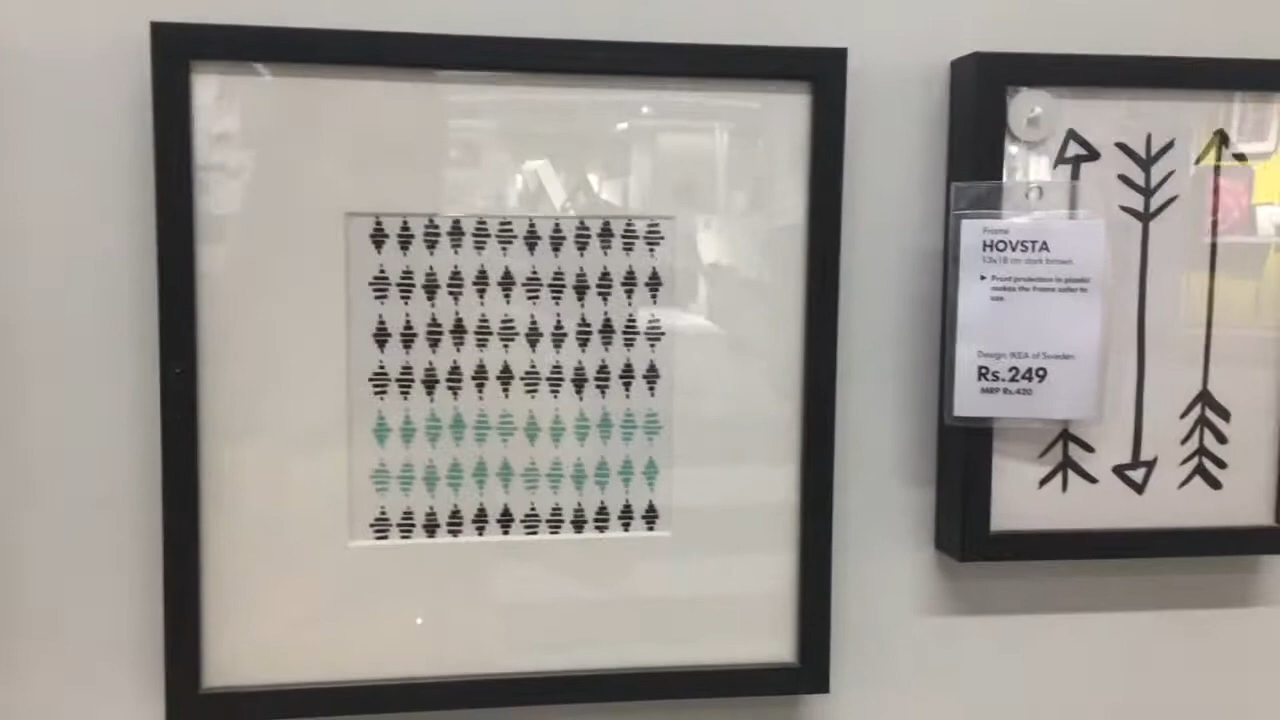 Frame
HOVSTA
13x18 cm dark brown
► Front protection in plastic
makes the frame safer to
use.
Design: IKEA of Sweden
Rs.249
MRP Rs.420